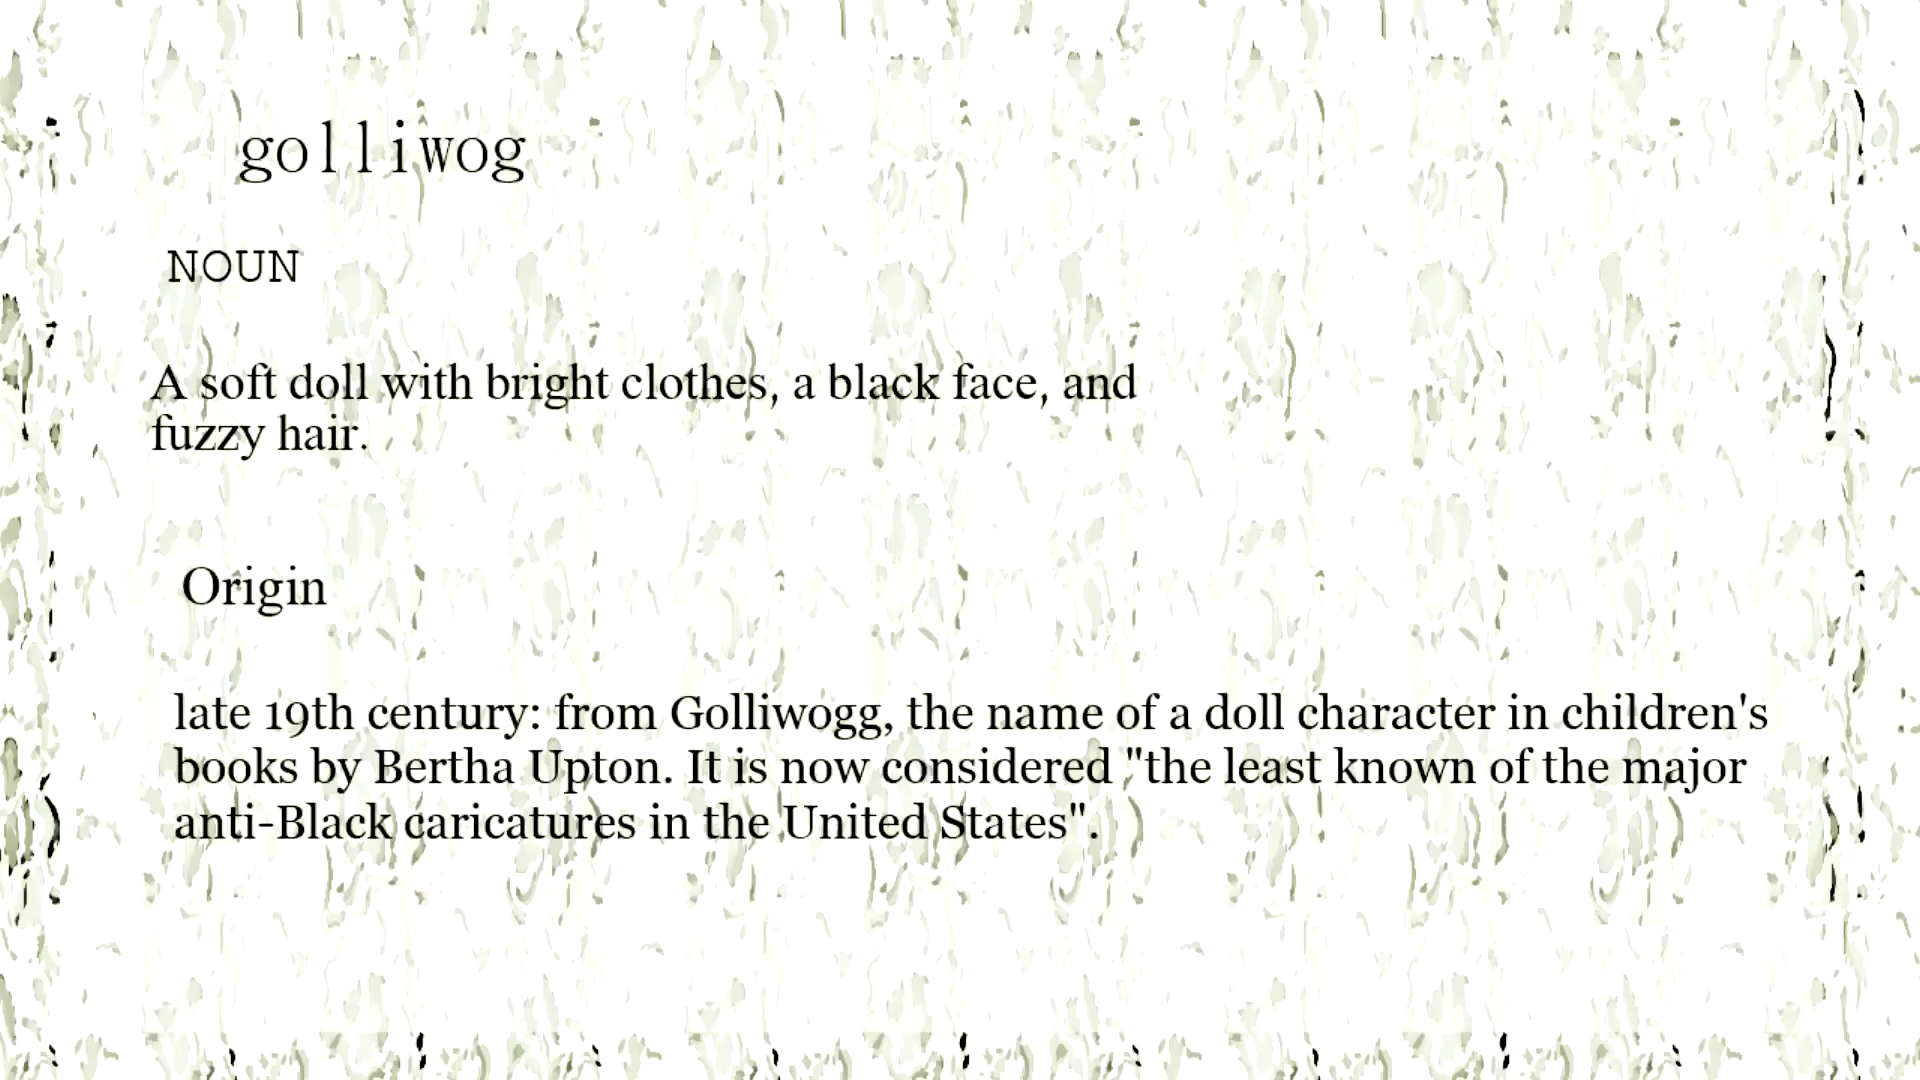 golliwog
NOUN
A soft doll with bright clothes, a black face, and
fuzzy hair.
Origin
late 19th century: from Golliwogg, the name of a doll character in children's
books by Bertha Upton. It is now considered "the least known of the major
anti-Black caricatures in the United States".